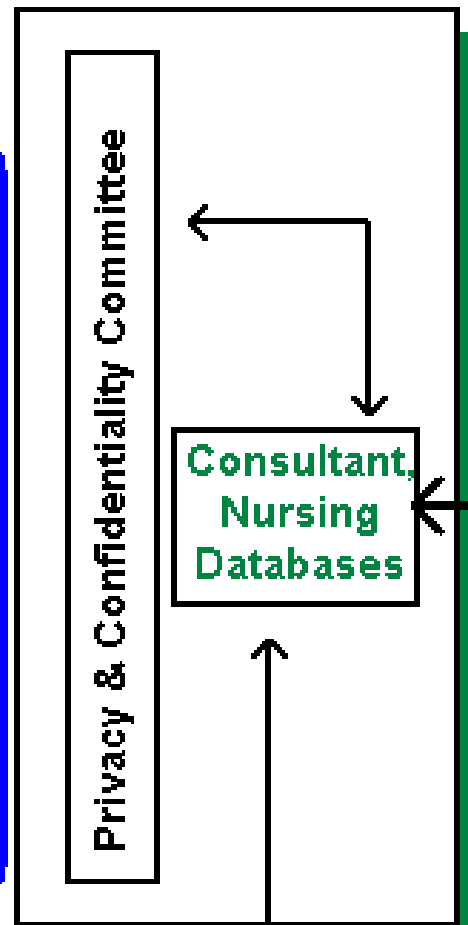 Privacy & Confidentiality Committee
Consultant,
Nursing
Databases